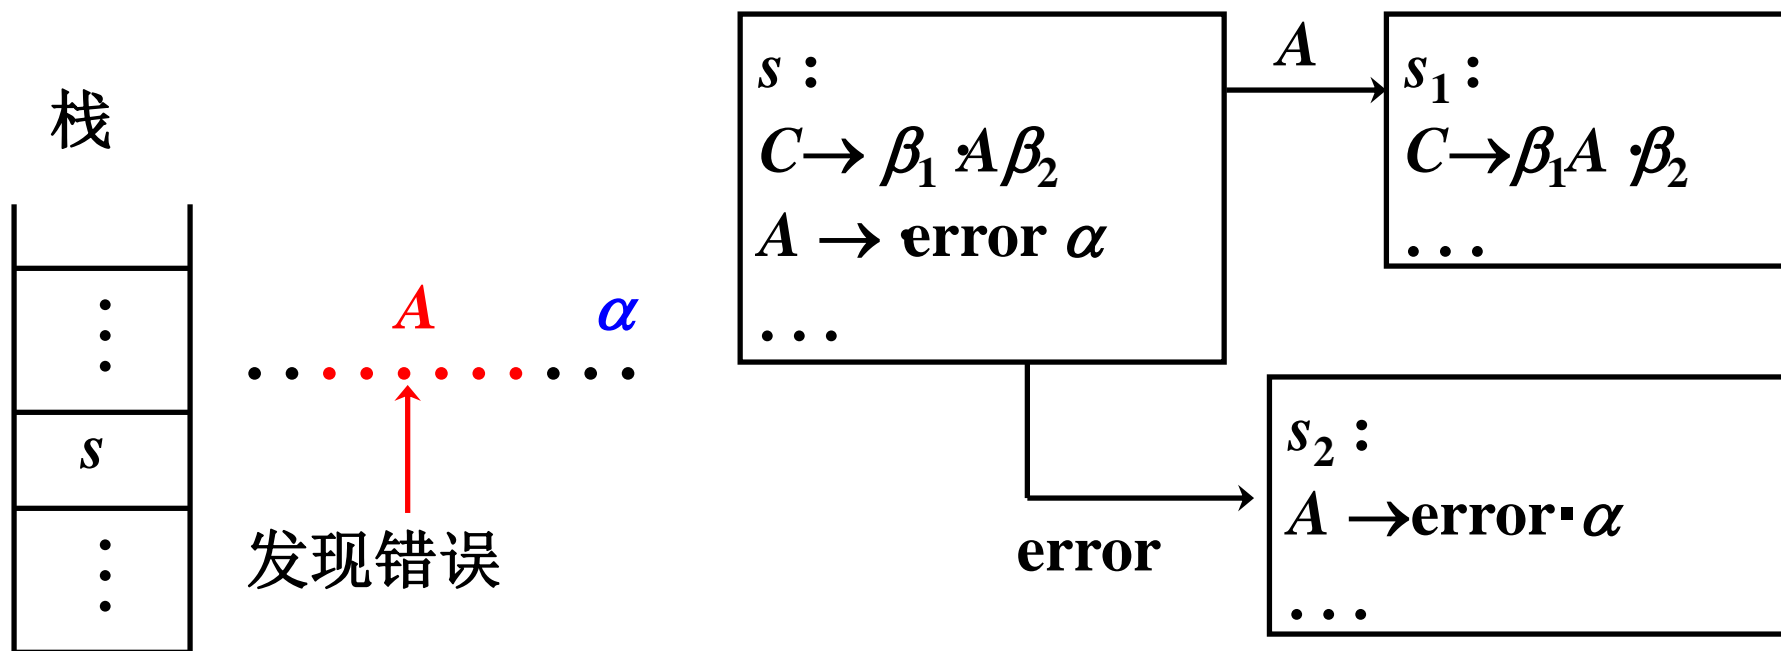 栈
s
A
α
发现错误
s :
C→ β₁ ·Aβ₂
A → ·error α
...
A
s₁ :
C→β₁A ·β₂
...
error
s₂ :
A →error·α
...